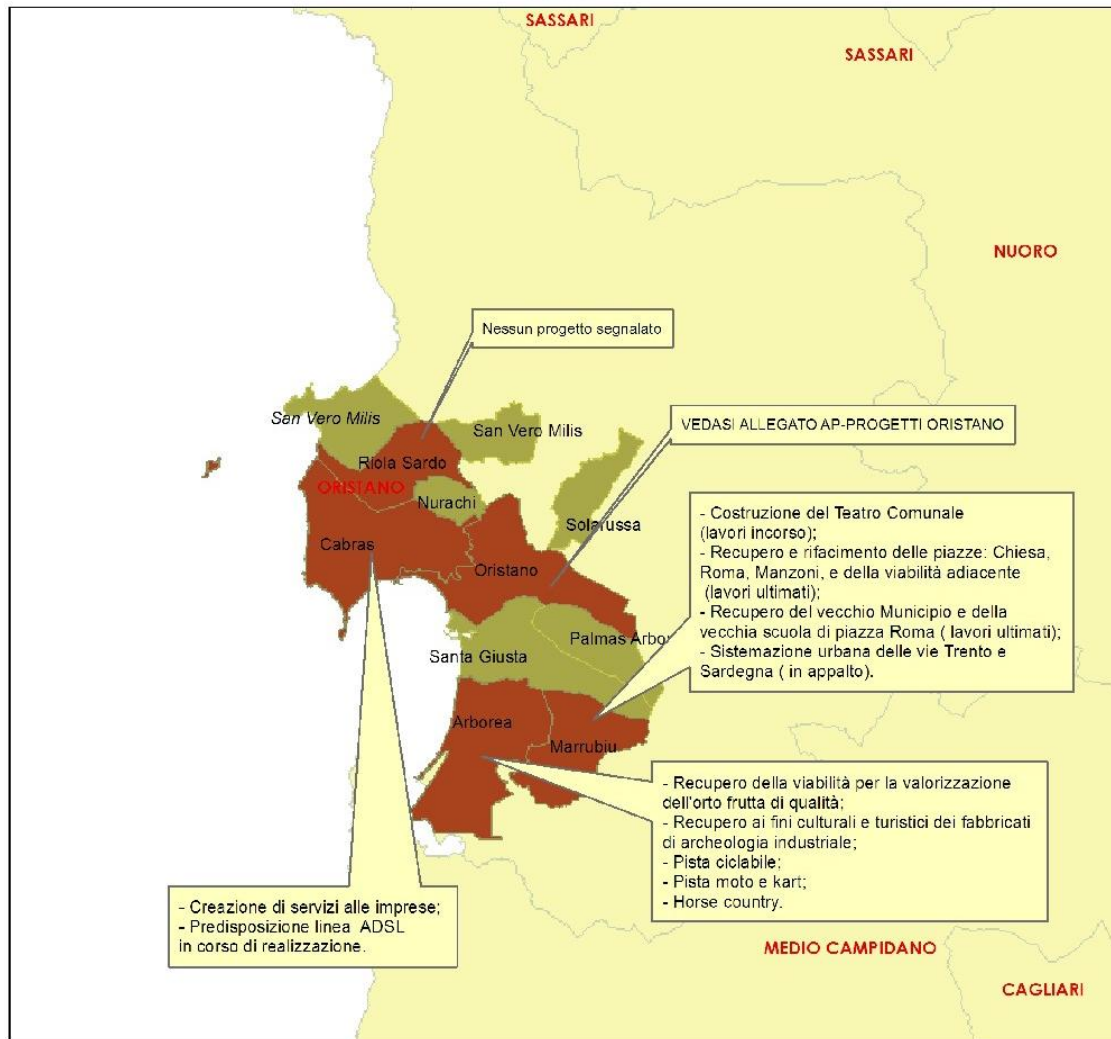 SASSARI
SASSARI
NUORO
Nessun progetto segnalato
San Vero Milis
San Vero Milis
VEDASI ALLEGATO AP-PROGETTI ORISTANO
Riola Sardo
ORISTANO
Nurachi
Solarussa
Cabras
Oristano
- Costruzione del Teatro Comunale
(lavori incorso);
- Recupero e rifacimento delle piazze: Chiesa,
Roma, Manzoni, e della viabilità adiacente
(lavori ultimati);
- Recupero del vecchio Municipio e della
vecchia scuola di piazza Roma ( lavori ultimati);
- Sistemazione urbana delle vie Trento e
Sardegna ( in appalto).
Palmas Arbor
Santa Giusta
Arborea
Marrubiu
- Recupero della viabilità per la valorizzazione
dell'orto frutta di qualità;
- Recupero ai fini culturali e turistici dei fabbricati
di archeologia industriale;
- Pista ciclabile;
- Pista moto e kart;
- Horse country.
- Creazione di servizi alle imprese;
- Predisposizione linea ADSL
in corso di realizzazione.
MEDIO CAMPIDANO
CAGLIARI